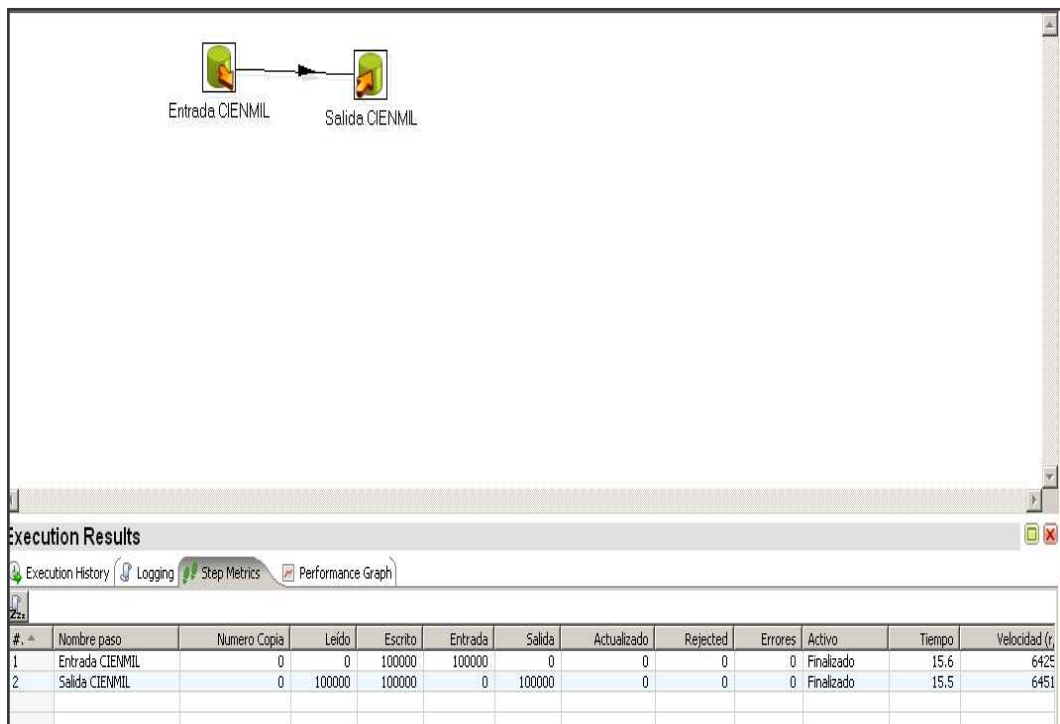 Entrada CIENMIL
Salida CIENMIL
Execution Results
Execution History Logging Step Metrics Performance Graph
#. Nombre paso Numero Copia Leído Escrito Entrada Salida Actualizado Rejected Errores Activo Tiempo Velocidad (r
1 Entrada CIENMIL 0 0 100000 100000 0 0 0 0 Finalizado 15.6 6425
2 Salida CIENMIL 0 100000 100000 0 100000 0 0 0 Finalizado 15.5 6451